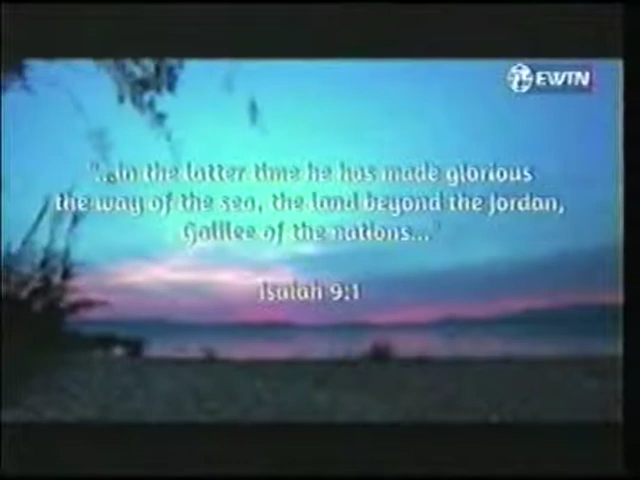 EWTN
"...in the latter time he has made glorious
the way of the sea, the land beyond the Jordan,
Galilee of the nations..."
Isaiah 9:1